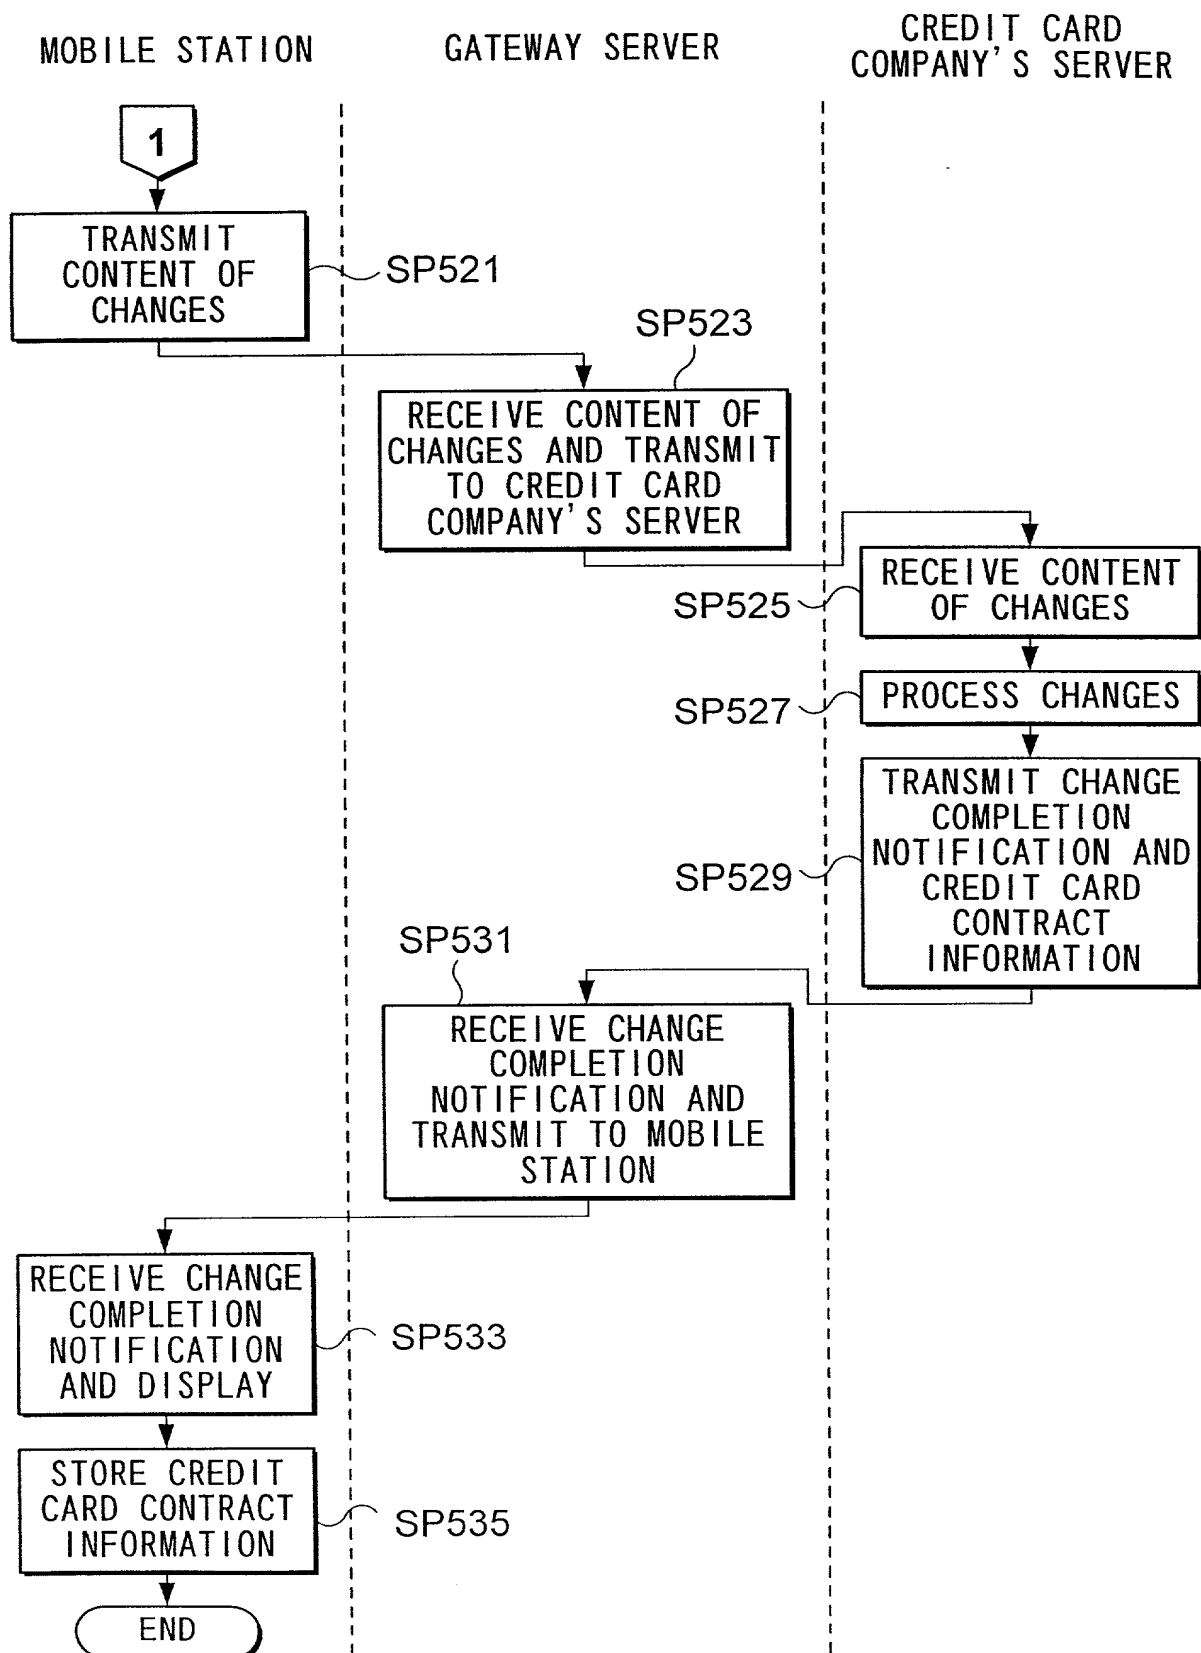 MOBILE STATION
GATEWAY SERVER
CREDIT CARD
COMPANY'S SERVER
1
TRANSMIT
CONTENT OF
CHANGES
SP521
SP523
RECEIVE CONTENT OF
CHANGES AND TRANSMIT
TO CREDIT CARD
COMPANY'S SERVER
RECEIVE CONTENT
OF CHANGES
SP525
PROCESS CHANGES
SP527
TRANSMIT CHANGE
COMPLETION
NOTIFICATION AND
CREDIT CARD
CONTRACT
INFORMATION
SP529
SP531
RECEIVE CHANGE
COMPLETION
NOTIFICATION AND
TRANSMIT TO MOBILE
STATION
RECEIVE CHANGE
COMPLETION
NOTIFICATION
AND DISPLAY
SP533
STORE CREDIT
CARD CONTRACT
INFORMATION
SP535
END